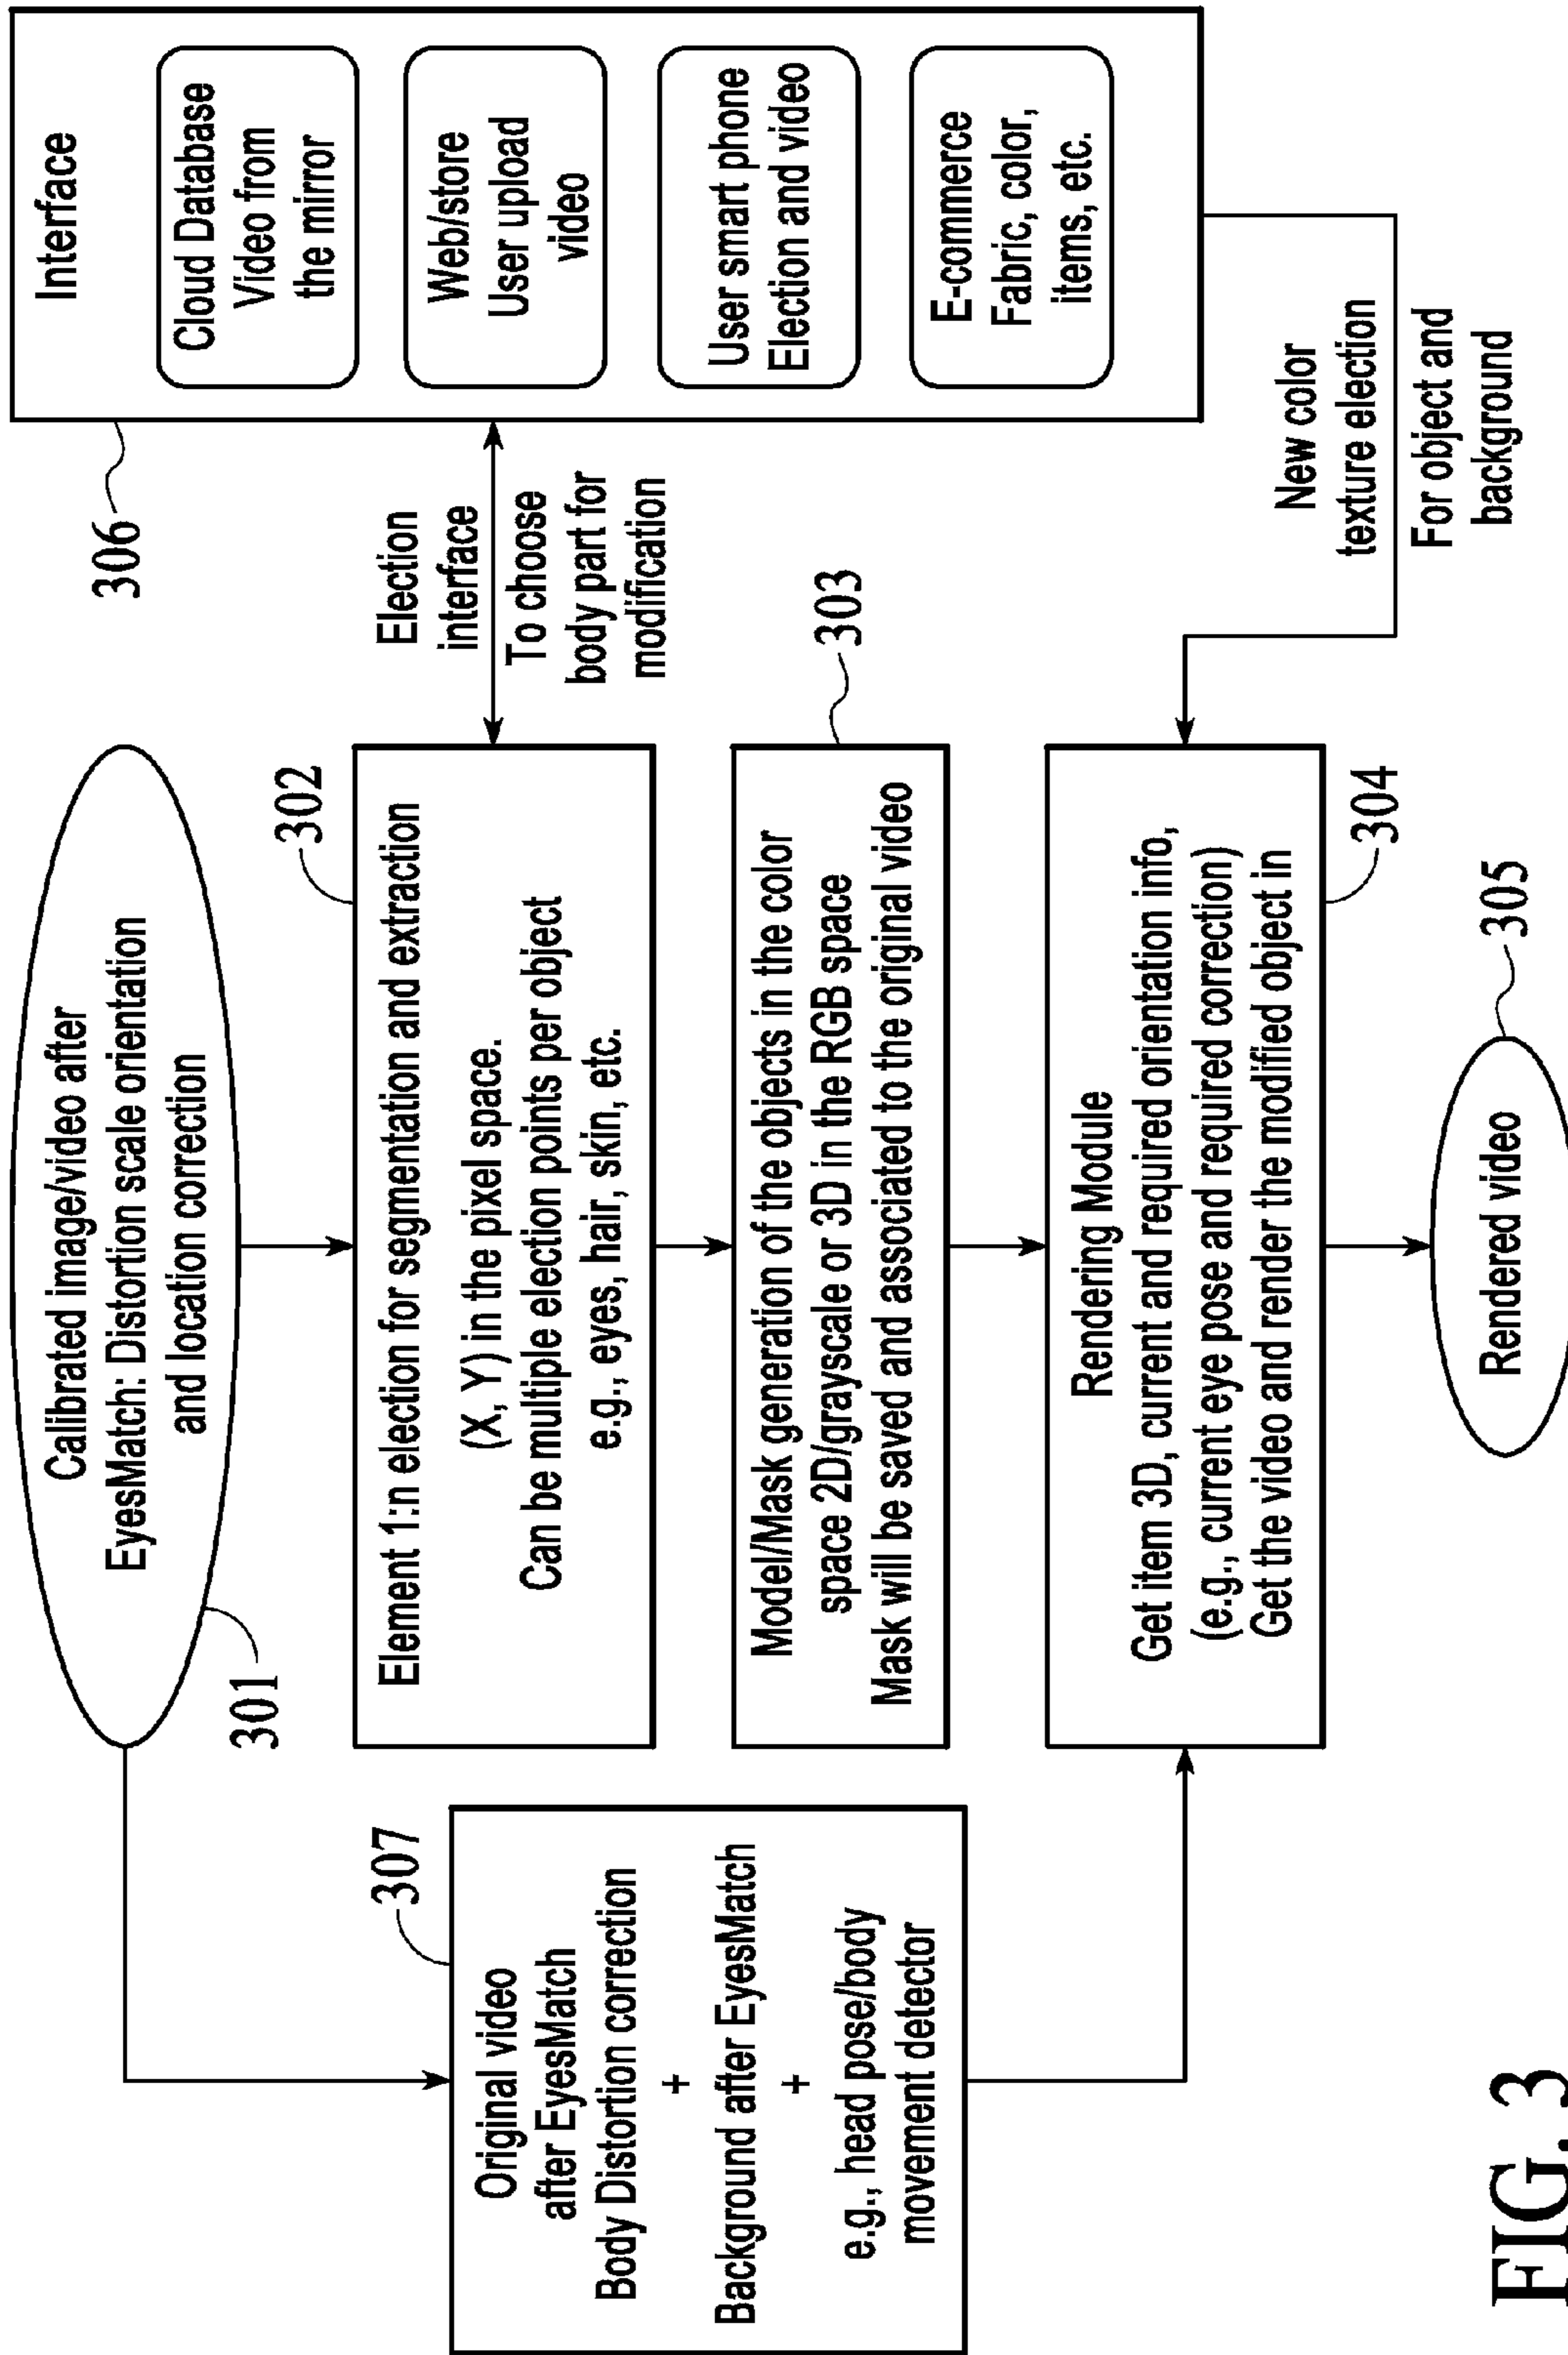 Calibrated image/video after
EyesMatch: Distortion scale orientation
and location correction
301
Original video
after EyesMatch
Body Distortion correction
+
Background after EyesMatch
+
e.g., head pose/body
movement detector
307
Element 1:n election for segmentation and extraction
(X, Y) in the pixel space.
Can be multiple election points per object
e.g., eyes, hair, skin, etc.
302
Election
interface
To choose
body part for
modification
Interface
Cloud Database
Video from
the mirror
Web/store
User upload
video
User smart phone
Election and video
E-commerce
Fabric, color,
items, etc.
306
Model/Mask generation of the objects in the color
space 2D/grayscale or 3D in the RGB space
Mask will be saved and associated to the original video
303
Rendering Module
Get item 3D, current and required orientation info,
(e.g., current eye pose and required correction)
Get the video and render the modified object in
304
New color
texture election
For object and
background
Rendered video
305
FIG. 3